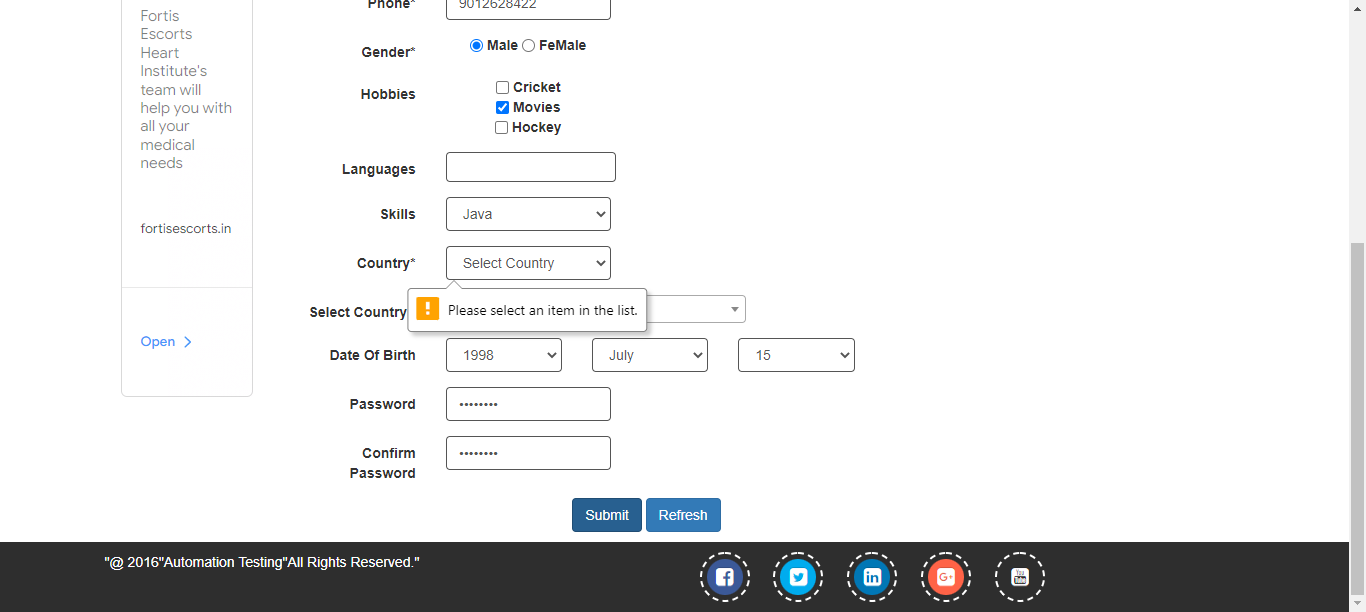 Fortis
Escorts
Heart
Institute's
team will
help you with
all your
medical
needs
fortisescorts.in
Open
Phone* 9012628422
Gender* Male FeMale
Hobbies Cricket
Movies
Hockey
Languages
Skills Java
Country* Select Country
Please select an item in the list.
Select Country
Date Of Birth 1998 July 15
Password ••••••••
Confirm ••••••••
Password
Submit Refresh
"@ 2016"Automation Testing"All Rights Reserved."
f
in
G+
You
Tube